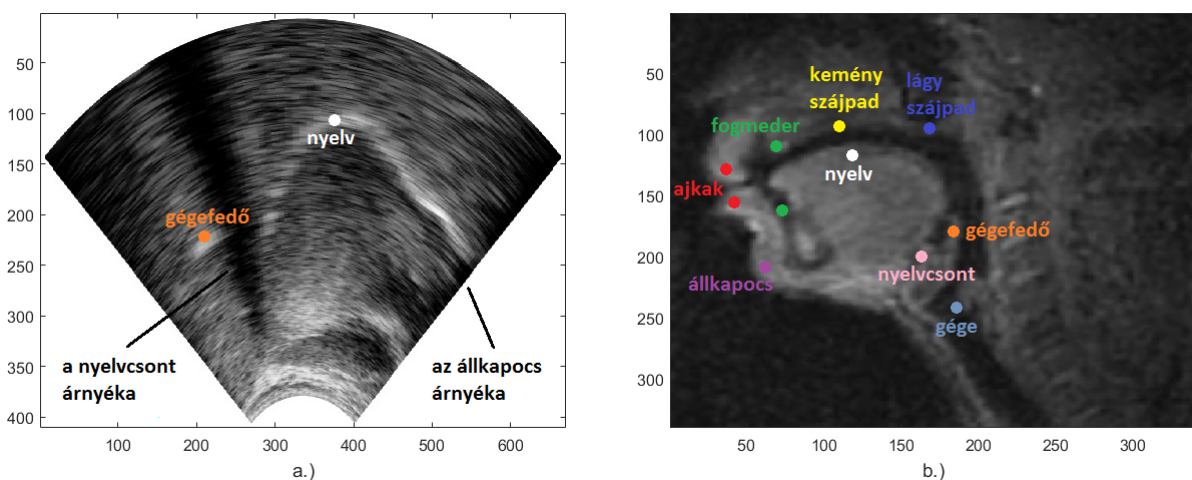 50
100
150
200
250
300
350
400
100
200
300
400
500
600
nyelv
gégefedő
a nyelvcsont
árnyéka
az állkapocs
árnyéka
a.)
50
100
150
200
250
300
50
100
150
200
250
300
kemény
szájpad
lágy
szájpad
fogmeder
nyelv
ajkak
gégefedő
nyelvcsont
állkapocs
gége
b.)